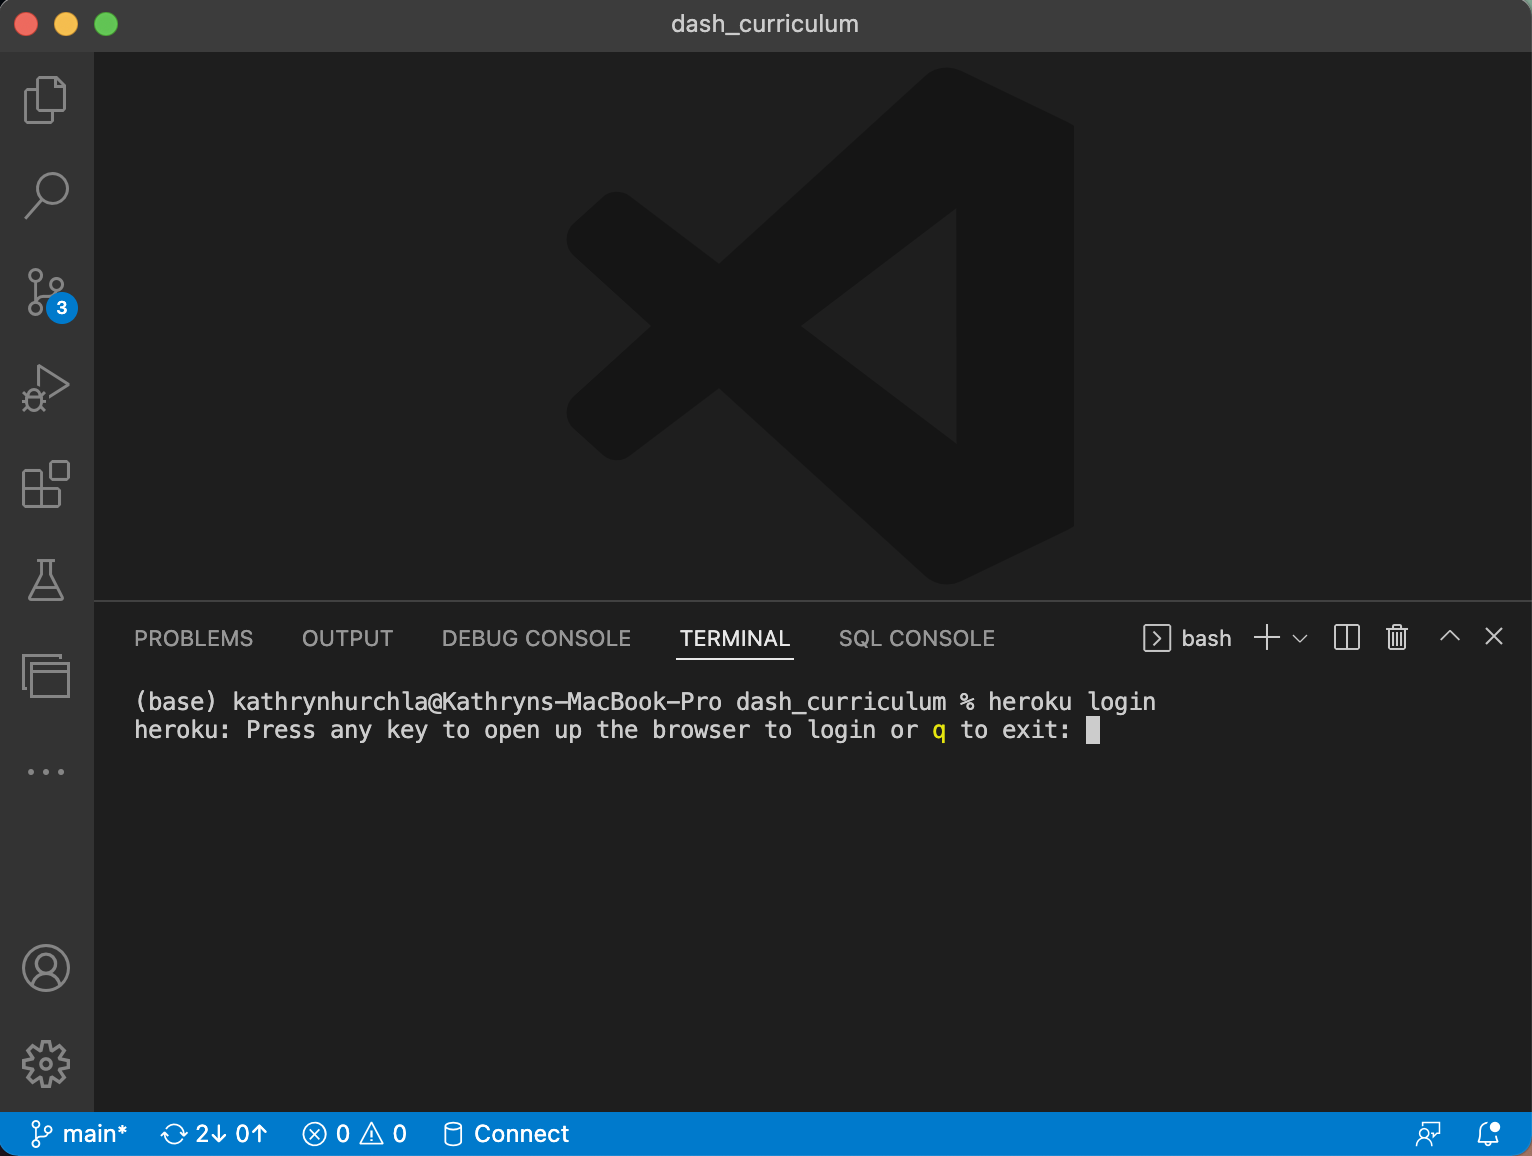 dash_curriculum
3
PROBLEMS OUTPUT DEBUG CONSOLE TERMINAL SQL CONSOLE bash
(base) kathrynhurchla@Kathryns-MacBook-Pro dash_curriculum % heroku login
heroku: Press any key to open up the browser to login or q to exit:
main* 2↓ 0↑ 0 0 Connect